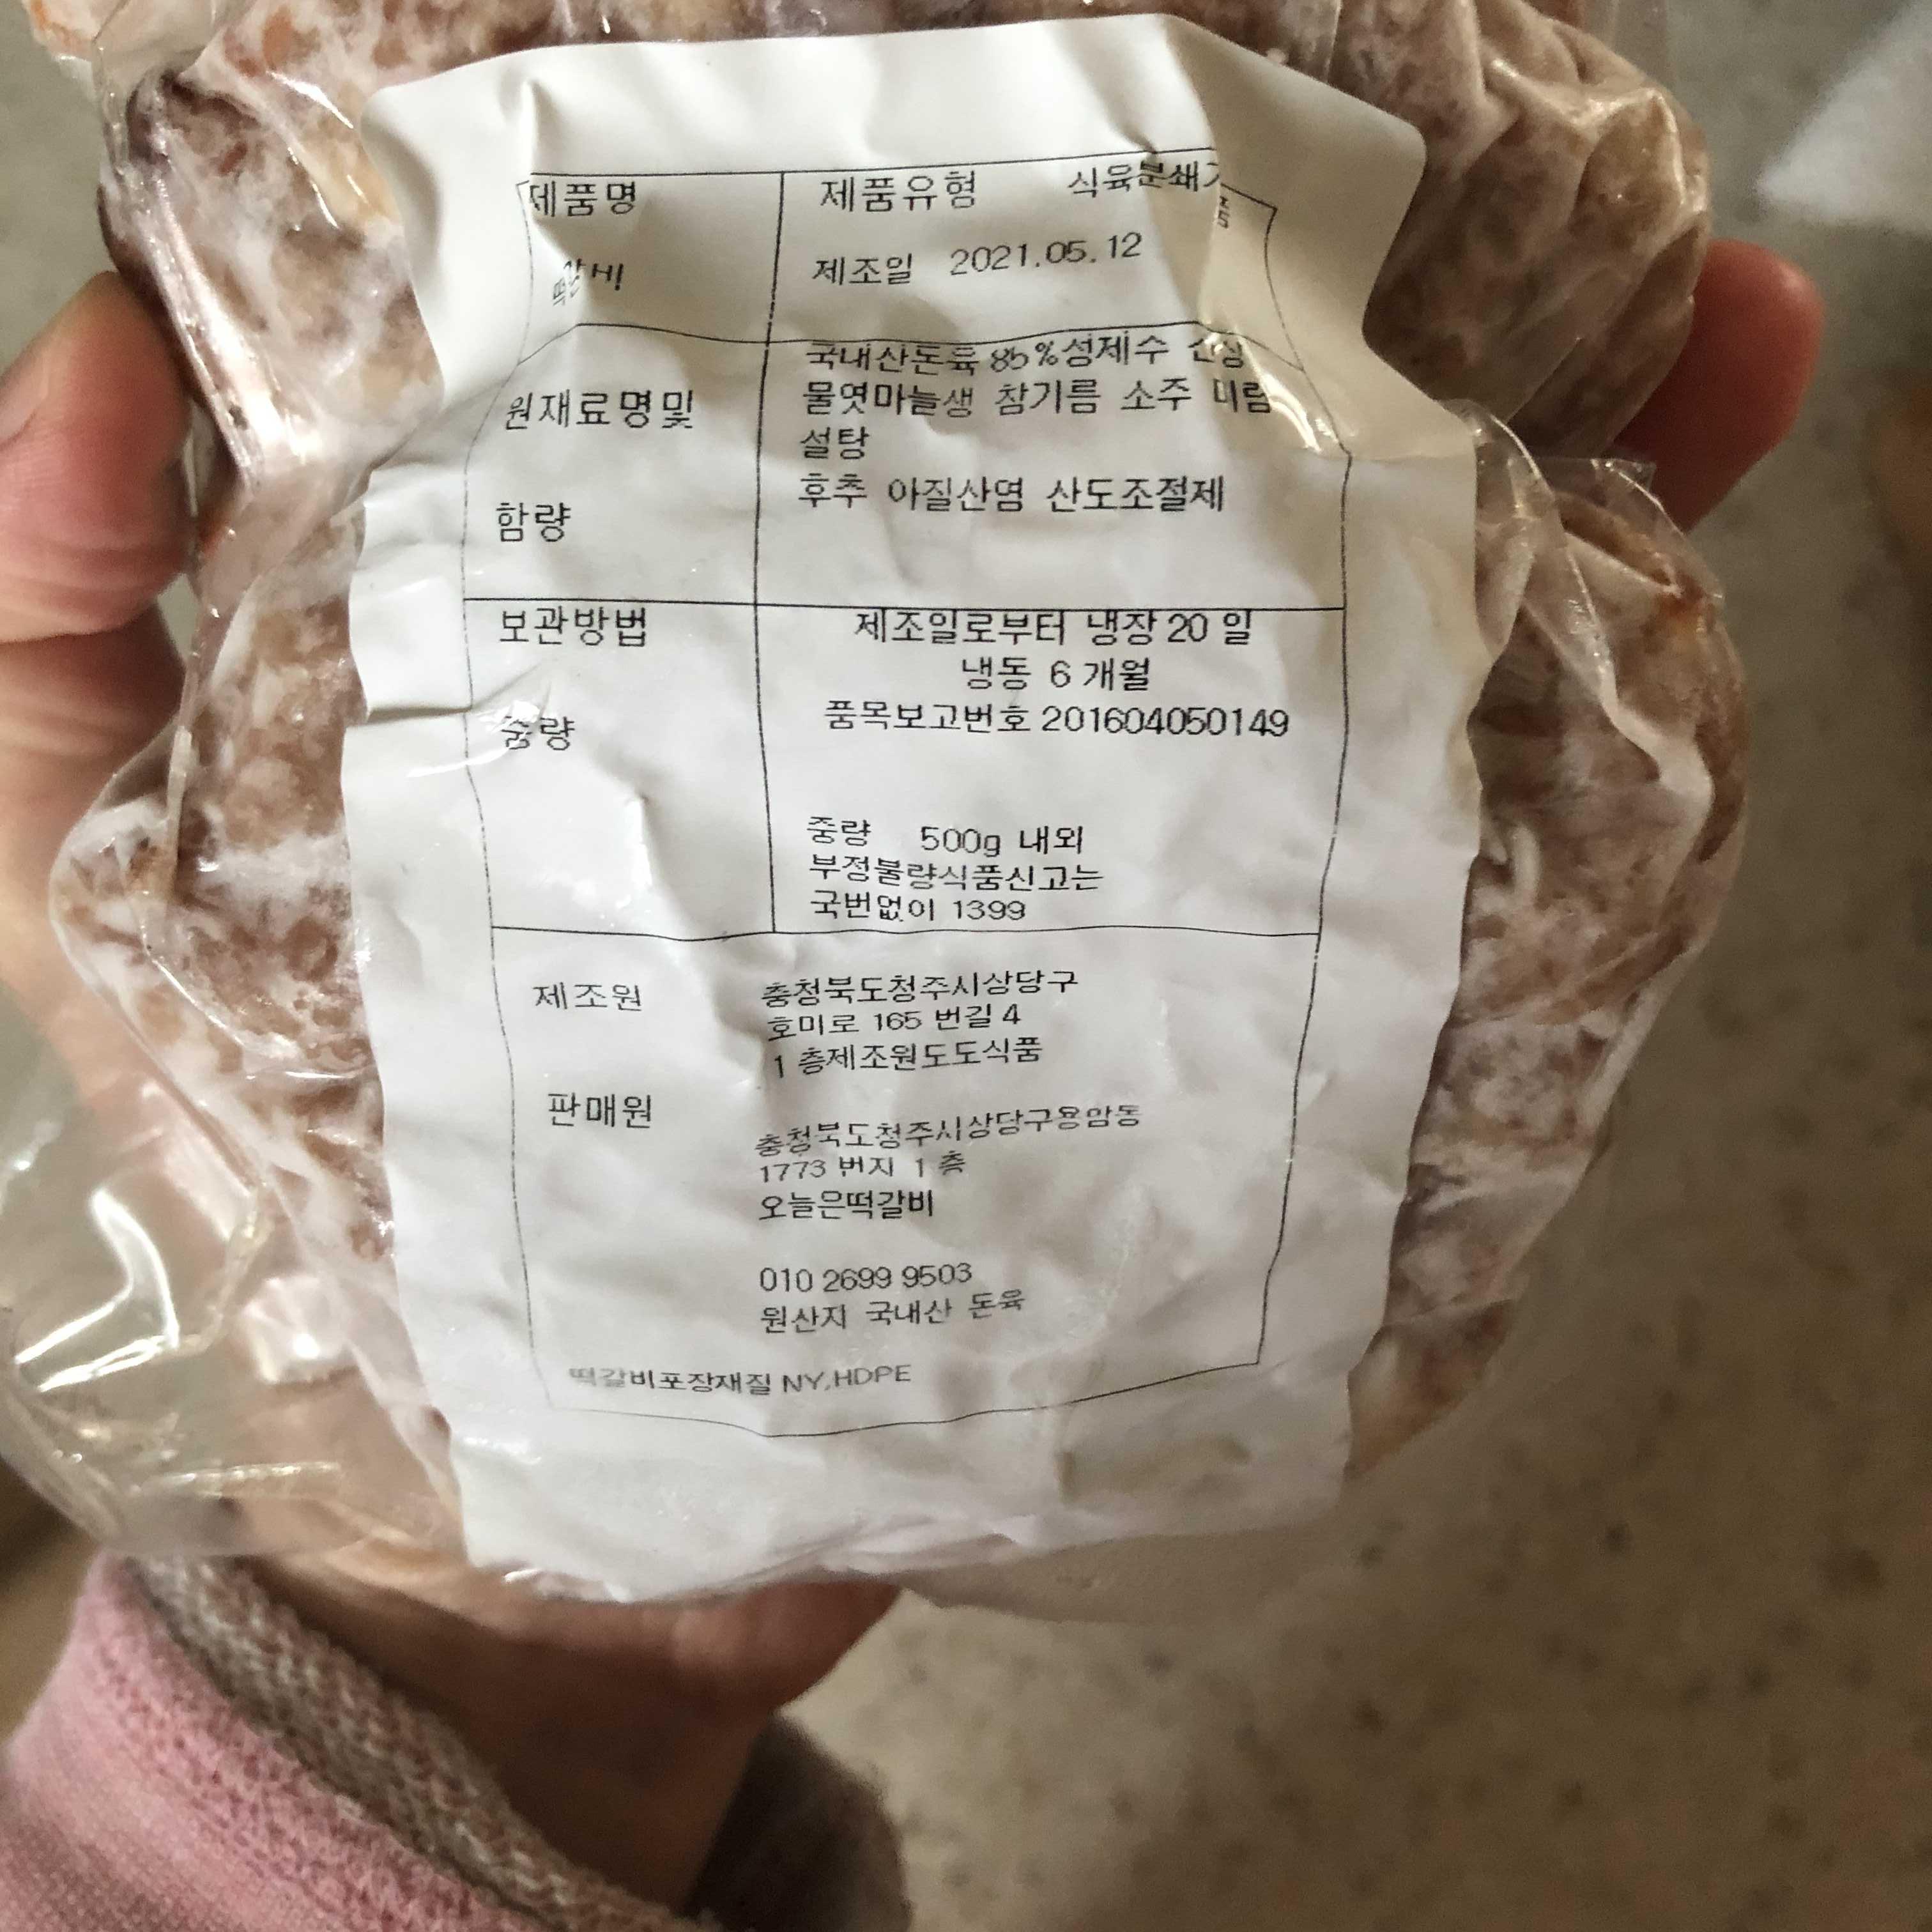 제품명
제품유형 식육분쇄가
갈비
제조일 2021.05.12
원재료명및
함량
국내산돈육 85%성제수 간장
물엿마늘생 참기름 소주 미림
설탕
후추 아질산염 산도조절제
보관방법
중량
제조일로부터 냉장 20 일
냉동 6 개월
품목보고번호 201604050149
중량 500g 내외
부정불량식품신고는
국번없이 1399
제조원
충청북도청주시상당구
호미로 165 번길 4
1 층제조원도도식품
판매원
충청북도청주시상당구용암동
1773 번지 1 층
오늘은떡갈비
010 2699 9503
원산지 국내산 돈육
떡갈비포장재질 NY,HDPE